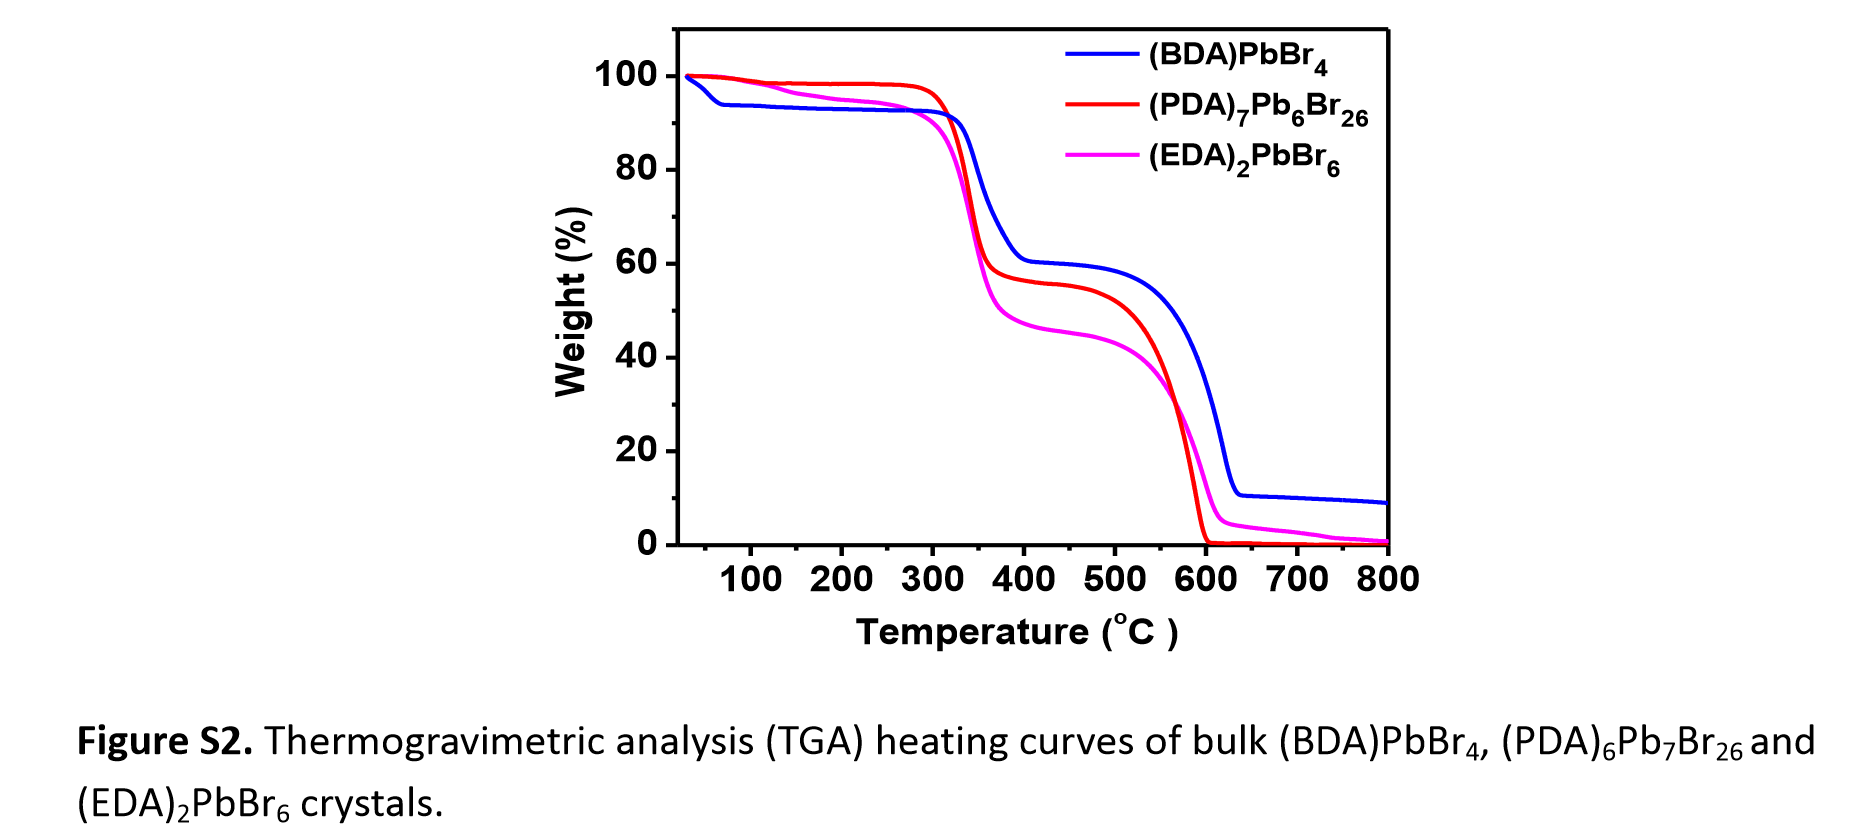 (BDA)PbBr4
(PDA)7Pb6Br26
(EDA)2PbBr6
Weight (%)
100
80
60
40
20
0
100 200 300 400 500 600 700 800
Temperature (°C )
Figure S2. Thermogravimetric analysis (TGA) heating curves of bulk (BDA)PbBr4, (PDA)6Pb7Br26 and
(EDA)2PbBr6 crystals.